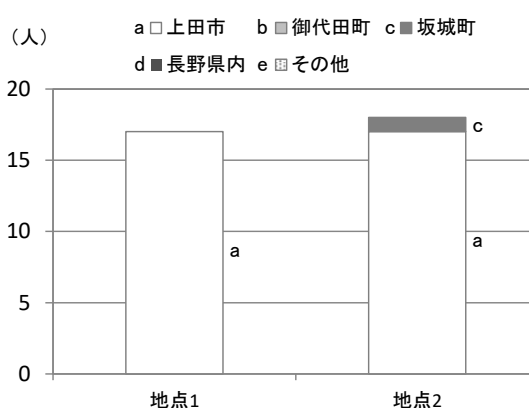 （人）
a 上田市 b 御代田町 c 坂城町
d 長野県内 e その他
20
15
10
5
0
a
c
a
地点1 地点2